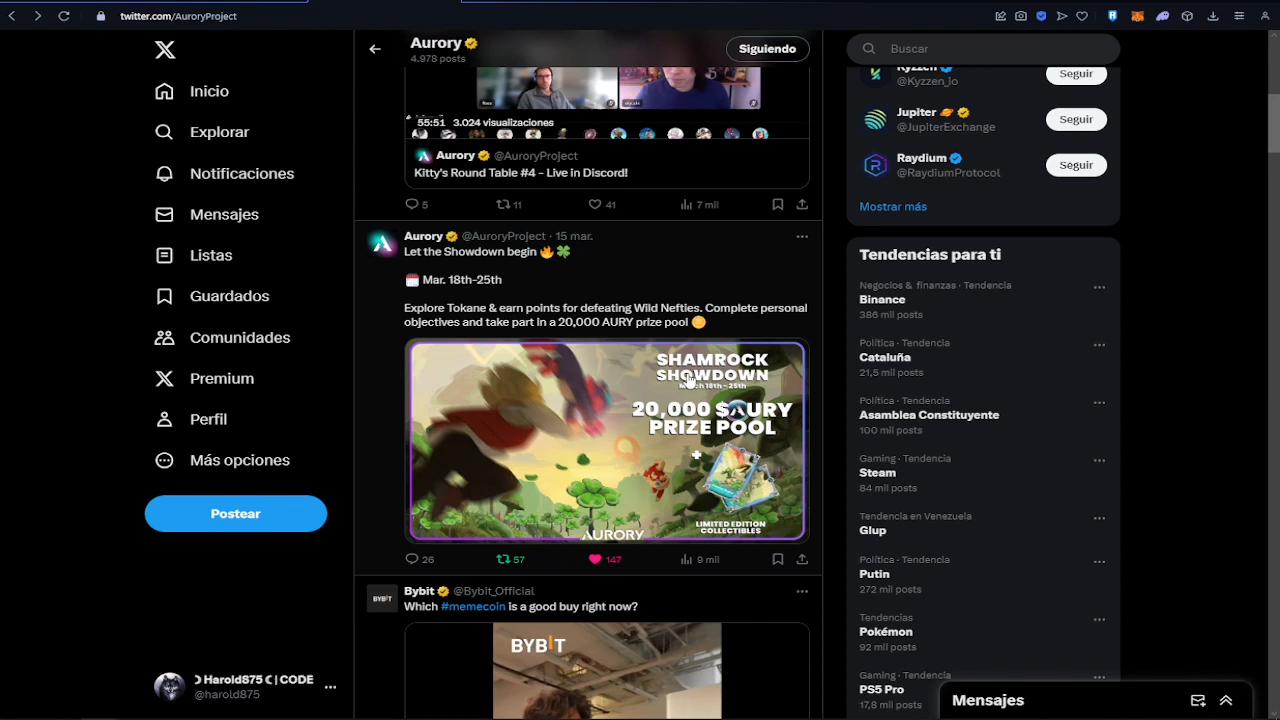 twitter.com/AuroryProject
Inicio
Explorar
Notificaciones
Mensajes
Listas
Guardados
Comunidades
Premium
Perfil
Más opciones
Postear
☽Harold875☾| CODE
@harold875
Aurory
4.978 posts
Siguiendo
55:51 3.024 visualizaciones
Aurory @AuroryProject
Kitty's Round Table #4 - Live in Discord!
5 11 41 7 mil
Aurory @AuroryProject · 15 mar.
Let the Showdown begin 🔥🍀
🗓️ Mar. 18th-25th
Explore Tokane & earn points for defeating Wild Nefties. Complete personal
objectives and take part in a 20,000 AURY prize pool 🪙
SHAMROCK
SHOWDOWN
March 18th - 25th
20,000 $AURY
PRIZE POOL
+
LIMITED EDITION
COLLECTIBLES
AURORY
26 57 147 9 mil
BYBIT
Bybit @Bybit_Official
Which #memecoin is a good buy right now?
BYBIT
Buscar
Kyzzen
@Kyzzen_io
Seguir
Jupiter 🪐
@JupiterExchange
Seguir
Raydium
@RaydiumProtocol
Seguir
Mostrar más
Tendencias para ti
Negocios & finanzas · Tendencia
Binance
386 mil posts
Política · Tendencia
Cataluña
21,5 mil posts
Política · Tendencia
Asamblea Constituyente
100 mil posts
Gaming · Tendencia
Steam
84 mil posts
Tendencia en Venezuela
Glup
Política · Tendencia
Putin
272 mil posts
Tendencias
Pokémon
92 mil posts
Gaming · Tendencia
PS5 Pro
17,8 mil posts
Mensajes